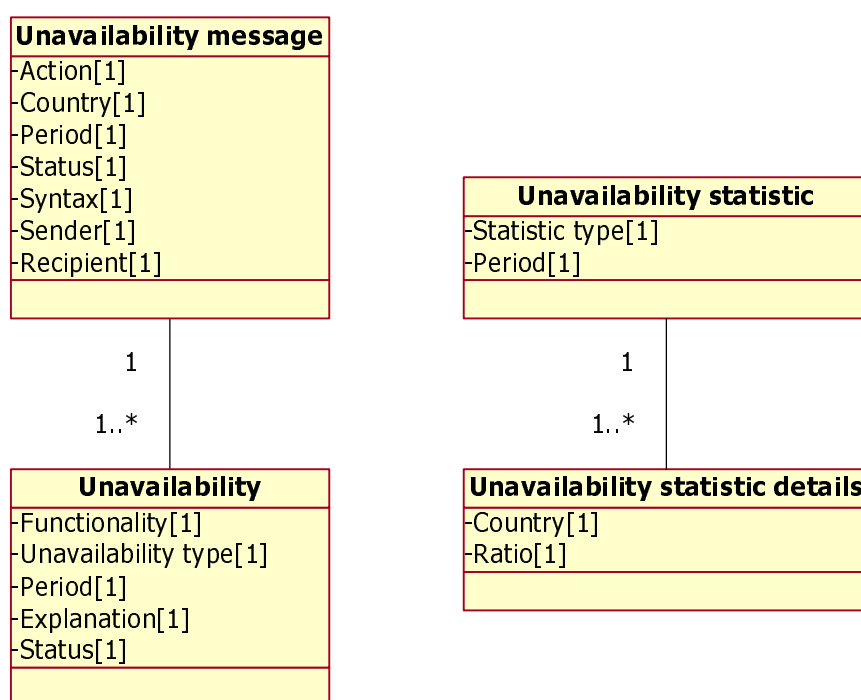 Unavailability message
-Action[1]
-Country[1]
-Period[1]
-Status[1]
-Syntax[1]
-Sender[1]
-Recipient[1]
1
1..*
Unavailability
-Functionality[1]
-Unavailability type[1]
-Period[1]
-Explanation[1]
-Status[1]
Unavailability statistic
-Statistic type[1]
-Period[1]
1
1..*
Unavailability statistic details
-Country[1]
-Ratio[1]